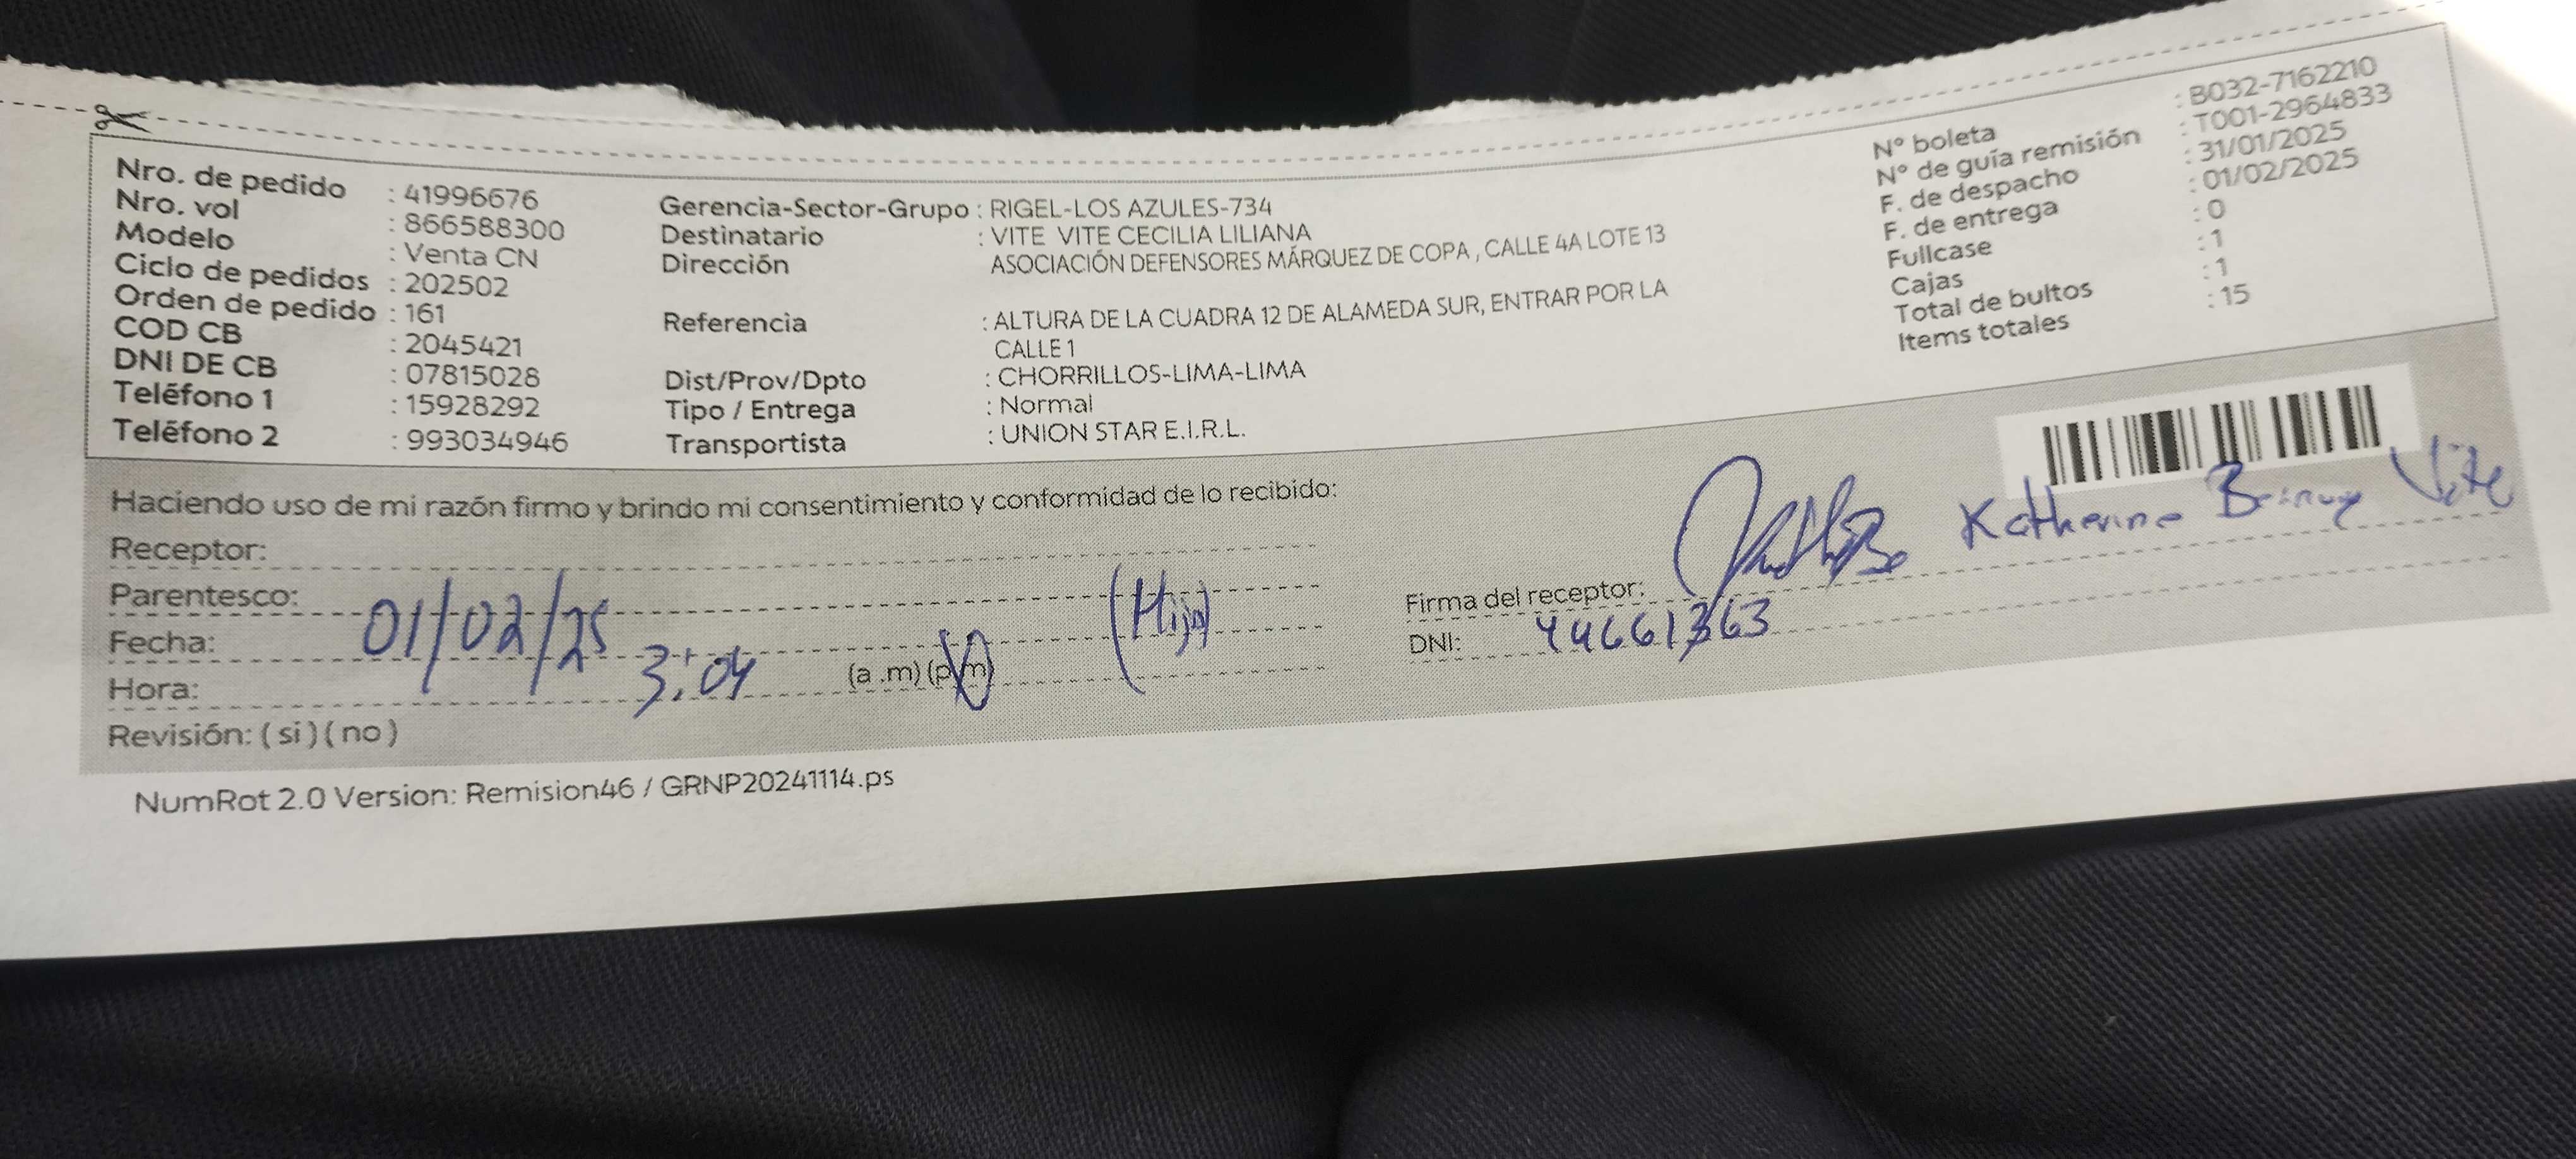 Nro. de pedido : 41996676
Nro. vol : 866588300
Modelo : Venta CN
Ciclo de pedidos : 202502
Orden de pedido : 161
COD CB : 2045421
DNI DE CB : 07815028
Teléfono 1 : 15928292
Teléfono 2 : 993034946
Gerencia-Sector-Grupo : RIGEL-LOS AZULES-734
Destinatario : VITE VITE CECILIA LILIANA
Dirección ASOCIACIÓN DEFENSORES MÁRQUEZ DE COPA , CALLE 4A LOTE 13
Referencia : ALTURA DE LA CUADRA 12 DE ALAMEDA SUR, ENTRAR POR LA
CALLE 1
Dist/Prov/Dpto : CHORRILLOS-LIMA-LIMA
Tipo / Entrega : Normal
Transportista : UNION STAR E.I.R.L.
N° boleta : B032-7162210
N° de guía remisión : T001-2964833
F. de despacho : 31/01/2025
F. de entrega : 01/02/2025
Fullcase : 0
Cajas : 1
Total de bultos : 1
Items totales : 15
Haciendo uso de mi razón firmo y brindo mi consentimiento y conformidad de lo recibido:
Receptor:
Parentesco:
Fecha: 01/02/25
Hora: 3:04 (a .m) (p.m)
(Hija)
Revisión: ( si ) ( no )
Firma del receptor: Katherine Vite
DNI: 44661363
NumRot 2.0 Version: Remision46 / GRNP20241114.ps